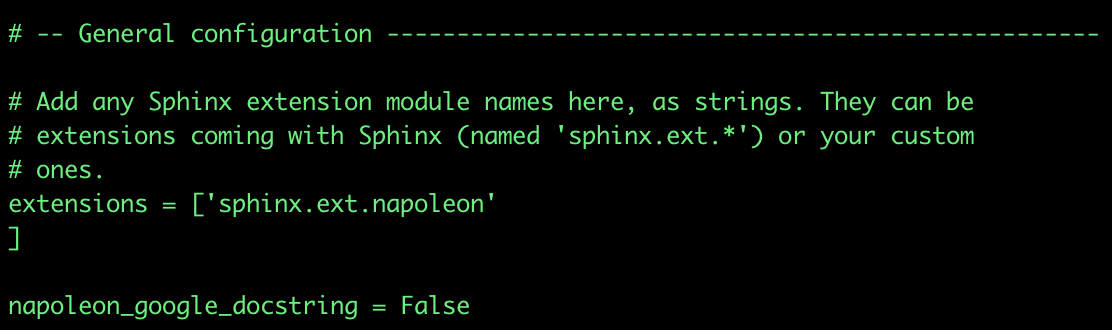 # -- General configuration ---------------------------------------------------
# Add any Sphinx extension module names here, as strings. They can be
# extensions coming with Sphinx (named 'sphinx.ext.*') or your custom
# ones.
extensions = ['sphinx.ext.napoleon'
]
napoleon_google_docstring = False